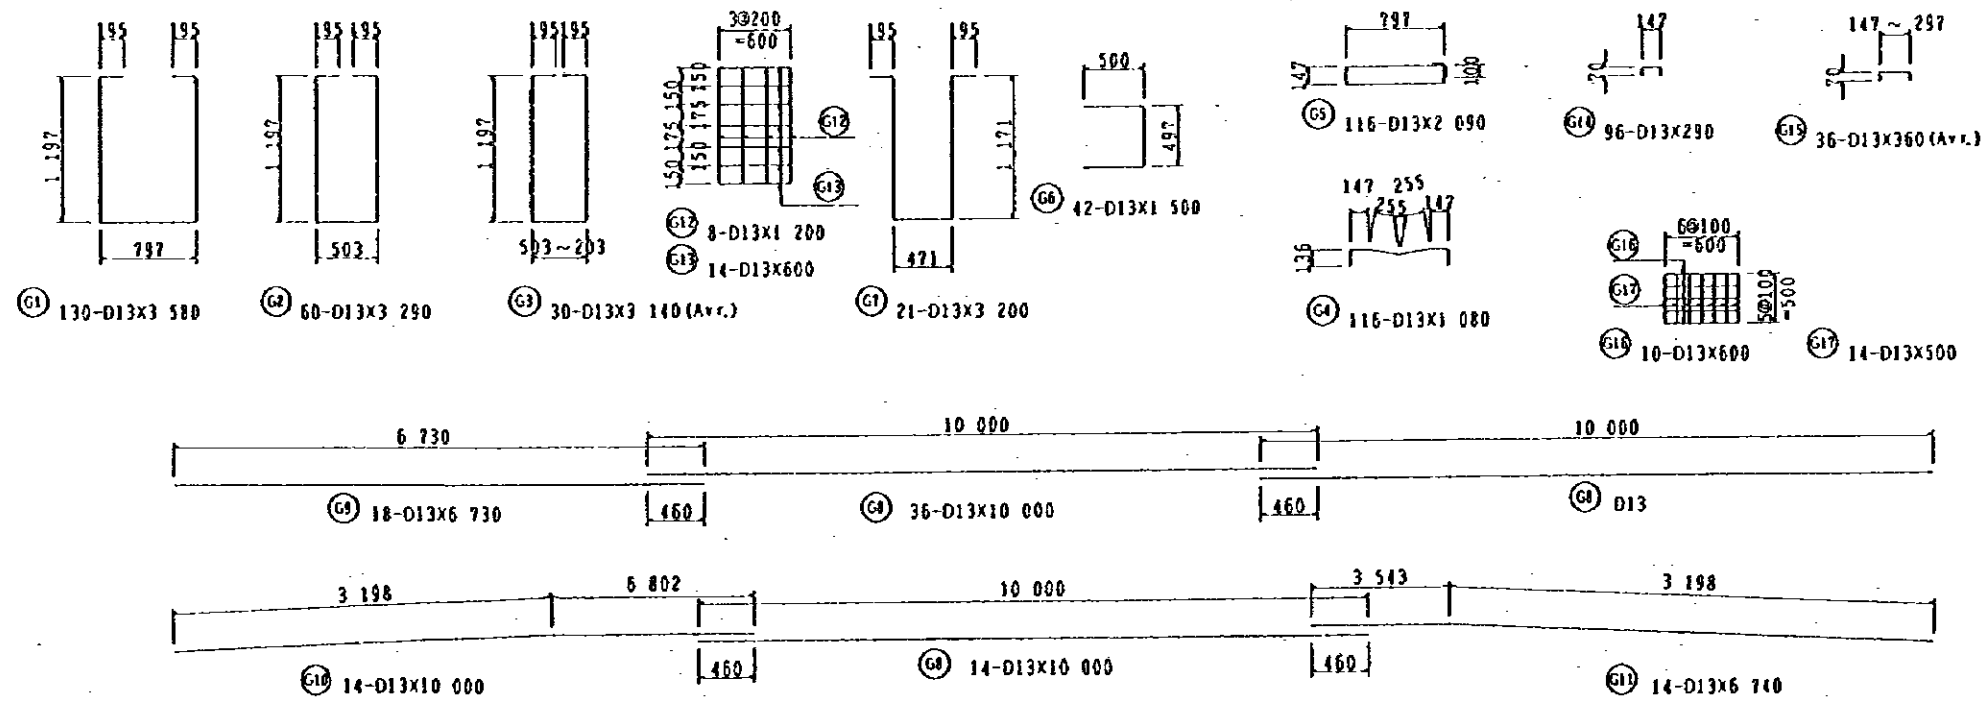 195 195
1 197
797
G1 130-D13X3 580
195 195
1 197
503
G2 60-D13X3 290
195 195
1 197
503~203
G3 30-D13X3 140(Avr.)
3@200
=600
150 150 175 175 150 150
G12
G13
G12 8-D13X1 200
G13 14-D13X600
195 195
1 171
471
G7 21-D13X3 200
500
497
G6 42-D13X1 500
797
147
100
G5 116-D13X2 090
147
70
G14 96-D13X290
147~297
70
G15 36-D13X360(Avr.)
147 255
255 147
136
G4 116-D13X1 080
6@100
=600
G16
G17
5@100
=500
G16 10-D13X600
G17 14-D13X500
6 730
10 000
10 000
G9 18-D13X6 730
460
G8 36-D13X10 000
460
G8 D13
3 198
6 802
10 000
3 543
3 198
G10 14-D13X10 000
460
G8 14-D13X10 000
460
G11 14-D13X6 740